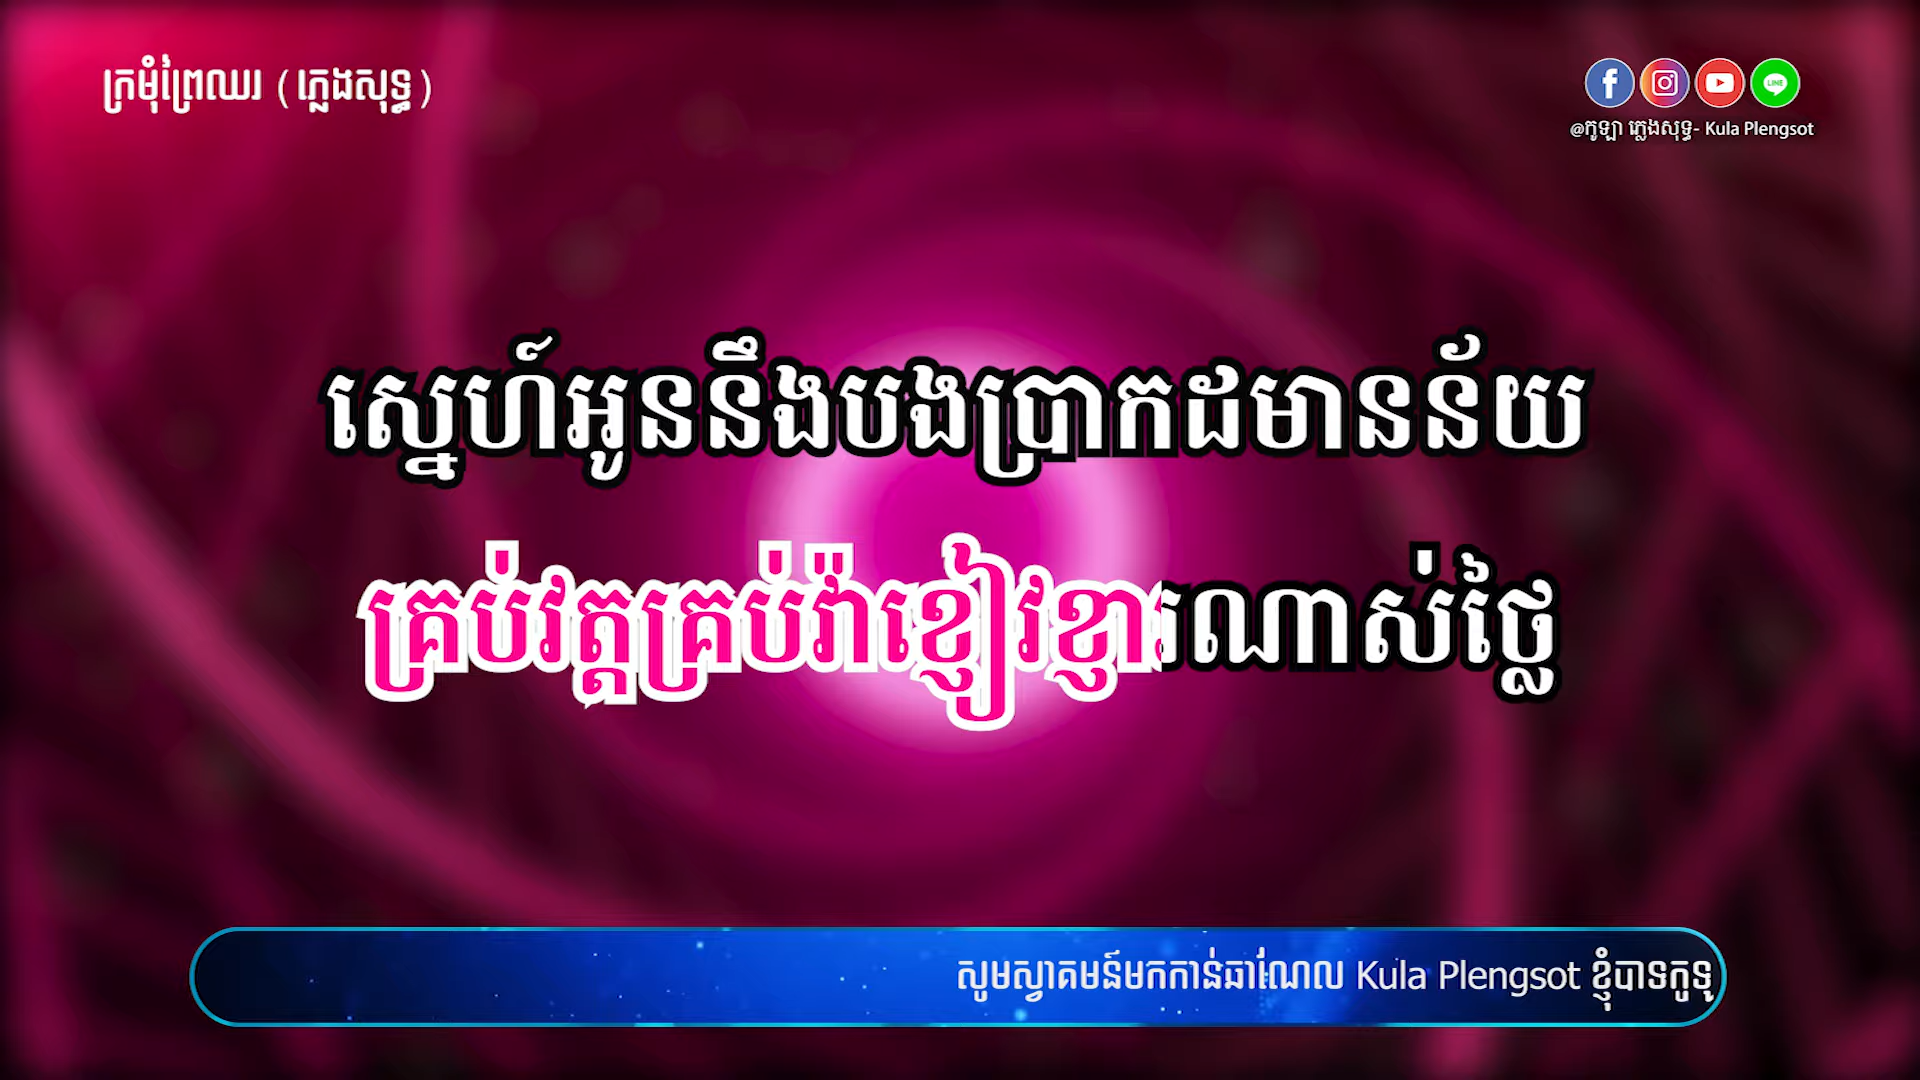 ក្រមុំព្រៃឈរ (ភ្លេងសុទ្ធ)
@កូឡា ភ្លេងសុទ្ធ- Kula Plengsot
ស្នេហ៍អូននឹងបងប្រាកដមានន័យ
គ្រប់វត្តគ្រប់វ៉ាខ្ញៀវខ្ញារណាស់ថ្លៃ
សូមស្វាគមន៍មកកាន់ឆាណែល Kula Plengsot ខ្ញុំបាទកូឡ